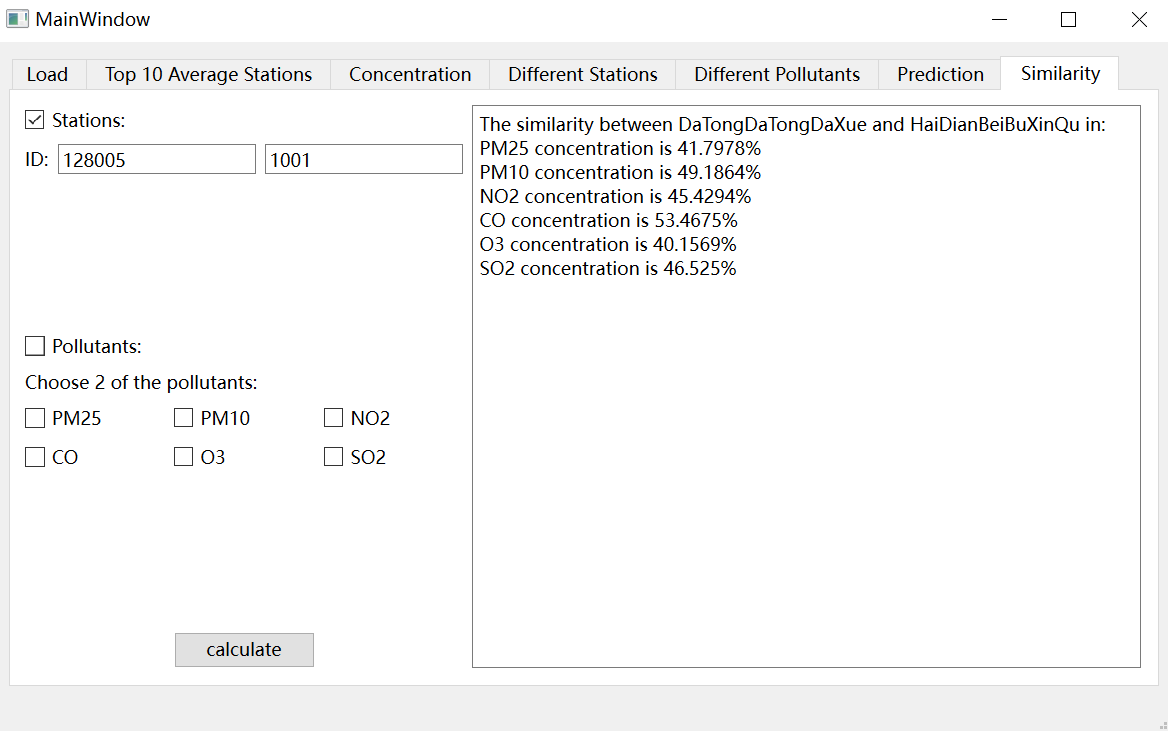 MainWindow
Load Top 10 Average Stations Concentration Different Stations Different Pollutants Prediction Similarity
Stations:
ID: 128005 1001
Pollutants:
Choose 2 of the pollutants:
PM25 PM10 NO2
CO O3 SO2
calculate
The similarity between DaTongDaTongDaXue and HaiDianBeiBuXinQu in:
PM25 concentration is 41.7978%
PM10 concentration is 49.1864%
NO2 concentration is 45.4294%
CO concentration is 53.4675%
O3 concentration is 40.1569%
SO2 concentration is 46.525%